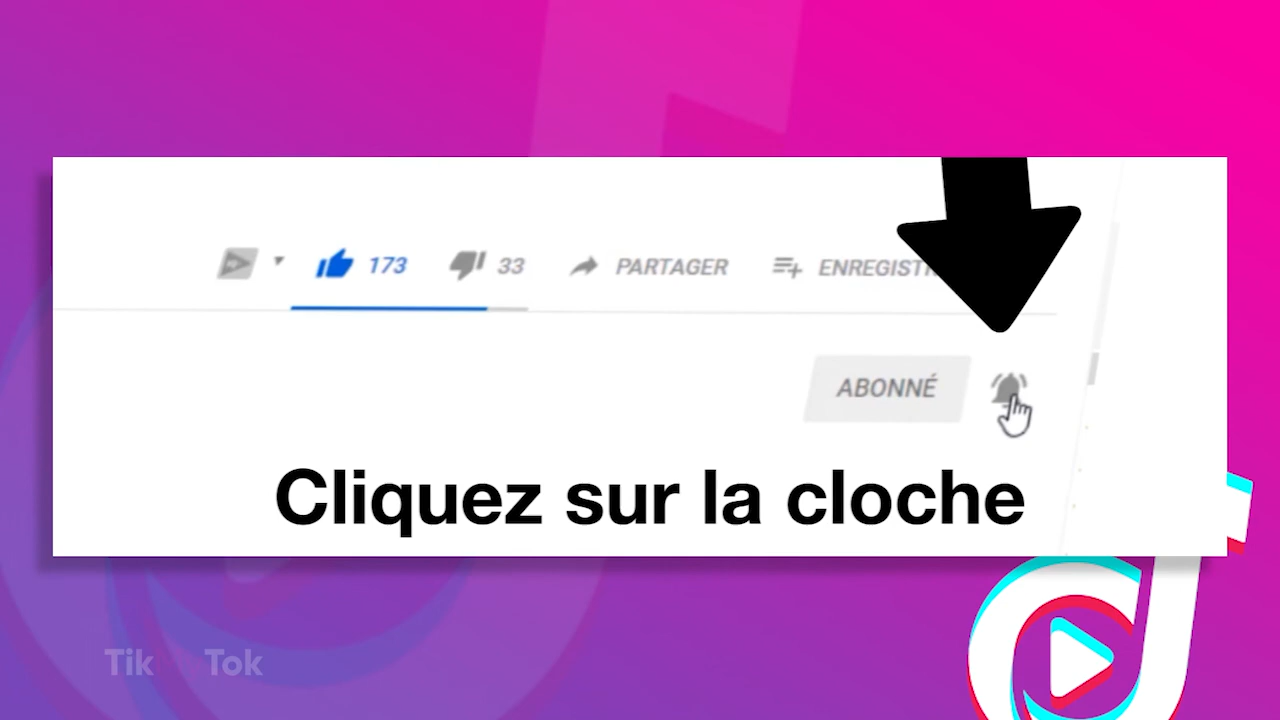 173 33 PARTAGER ENREGISTR
ABONNÉ
Cliquez sur la cloche
Tik Tok